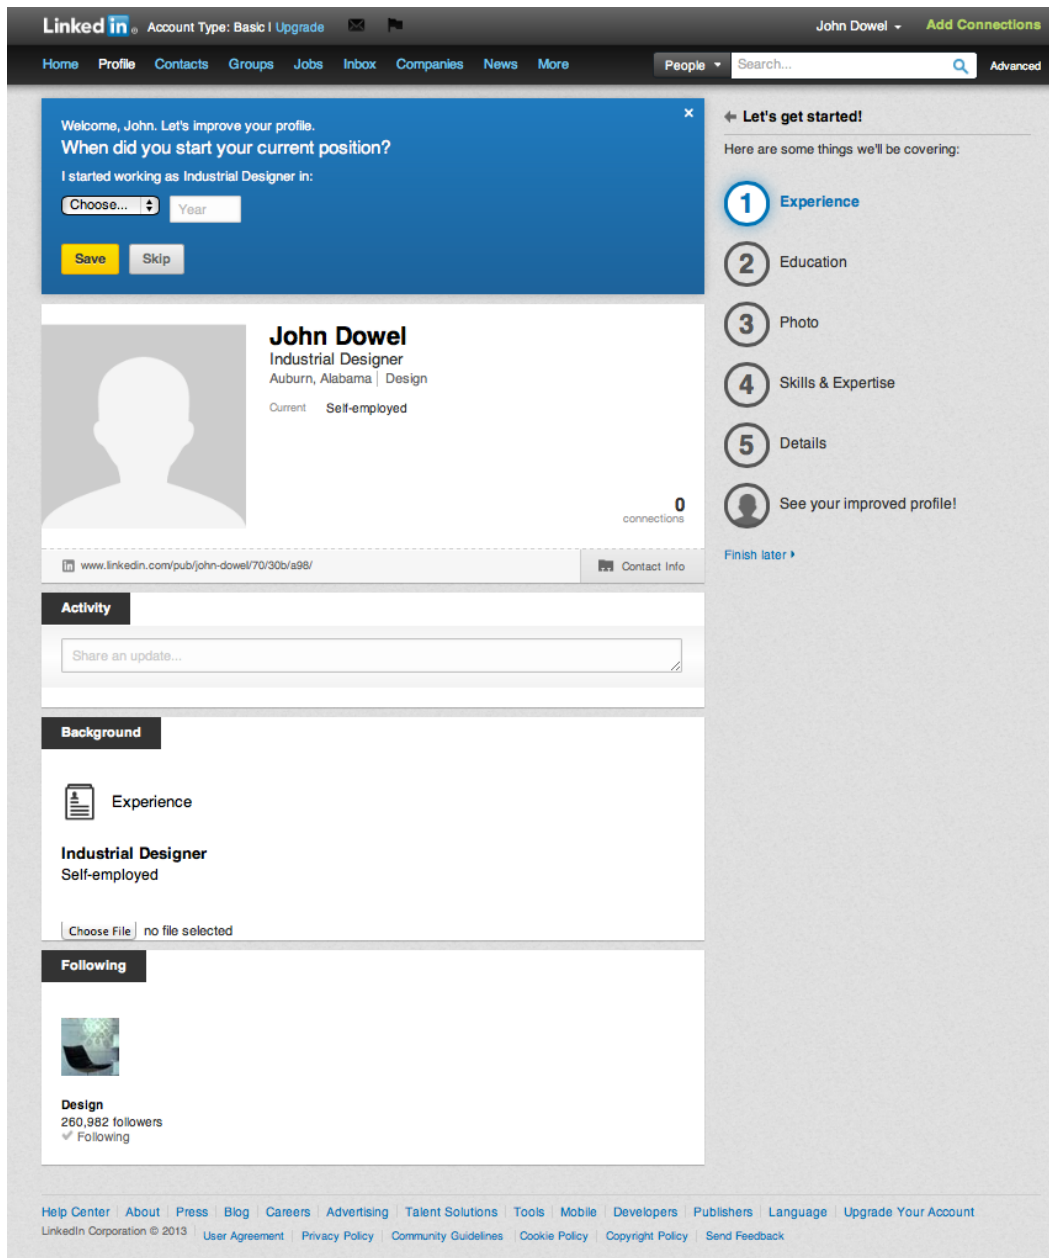 Linked in® Account Type: Basic | Upgrade John Dowel Add Connections
Home Profile Contacts Groups Jobs Inbox Companies News More People Search... Advanced
Welcome, John. Let's improve your profile.
When did you start your current position?
I started working as Industrial Designer in:
Choose... Year
Save Skip
Let's get started!
Here are some things we'll be covering:
1 Experience
2 Education
3 Photo
4 Skills & Expertise
5 Details
See your improved profile!
Finish later
John Dowel
Industrial Designer
Auburn, Alabama | Design
Current Self-employed
0
connections
in www.linkedin.com/pub/john-dowel/70/30b/a98/ Contact Info
Activity
Share an update...
Background
Experience
Industrial Designer
Self-employed
Choose File no file selected
Following
Design
260,982 followers
Following
Help Center | About | Press | Blog | Careers | Advertising | Talent Solutions | Tools | Mobile | Developers | Publishers | Language | Upgrade Your Account
LinkedIn Corporation © 2013 | User Agreement | Privacy Policy | Community Guidelines | Cookie Policy | Copyright Policy | Send Feedback